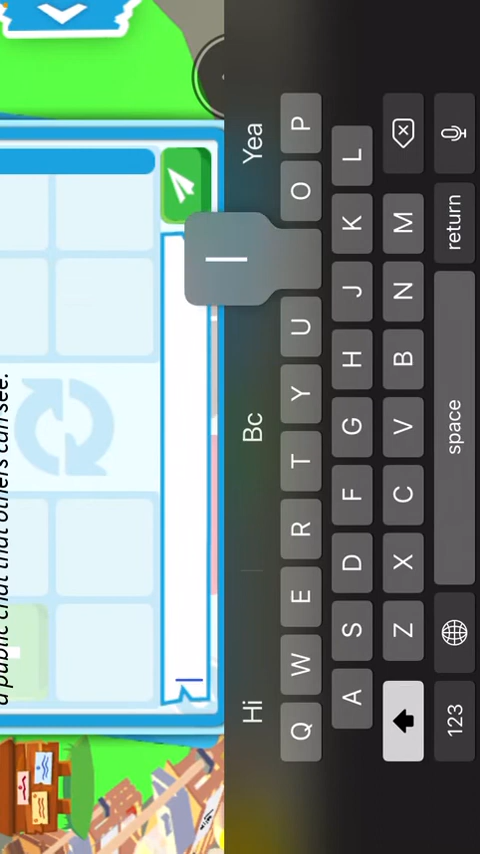 a public chat that others can see.
Hi
Bc
Yea
Q W E R T Y U I O P
A S D F G H J K L
Z X C V B N M
123
space
return